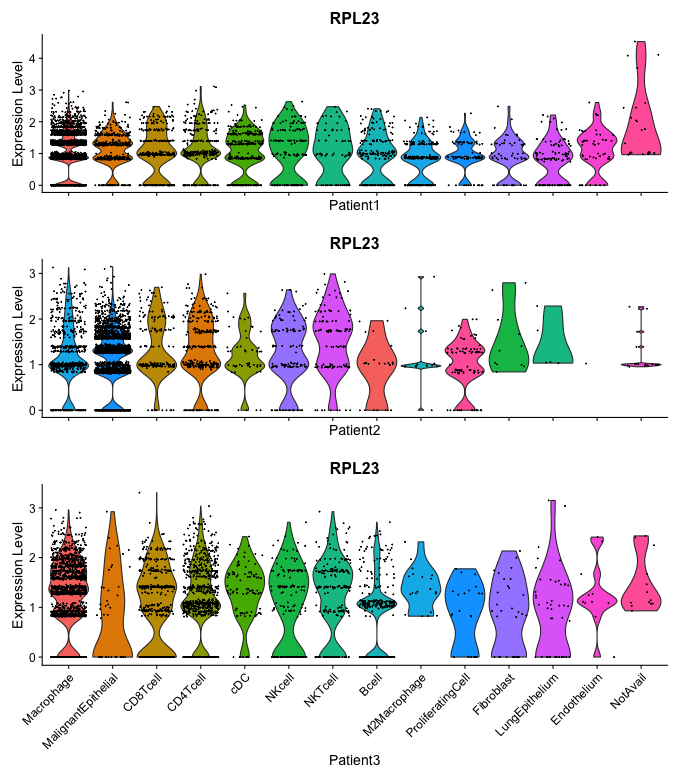 RPL23
Expression Level
4
3
2
1
0
Patient1
RPL23
Expression Level
3
2
1
0
Patient2
RPL23
Expression Level
3
2
1
0
Macrophage
MalignantEpithelial
CD8Tcell
CD4Tcell
cDC
NKcell
NKTcell
Bcell
M2Macrophage
ProliferatingCell
Fibroblast
LungEpithelium
Endothelium
NotAvail
Patient3